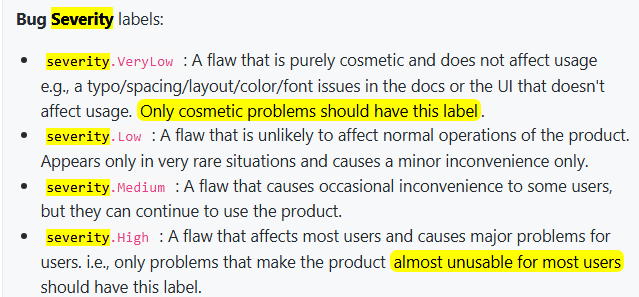 Bug Severity labels:
severity.VeryLow : A flaw that is purely cosmetic and does not affect usage
e.g., a typo/spacing/layout/color/font issues in the docs or the UI that doesn't
affect usage. Only cosmetic problems should have this label.
severity.Low : A flaw that is unlikely to affect normal operations of the product.
Appears only in very rare situations and causes a minor inconvenience only.
severity.Medium : A flaw that causes occasional inconvenience to some users,
but they can continue to use the product.
severity.High : A flaw that affects most users and causes major problems for
users. i.e., only problems that make the product almost unusable for most users
should have this label.